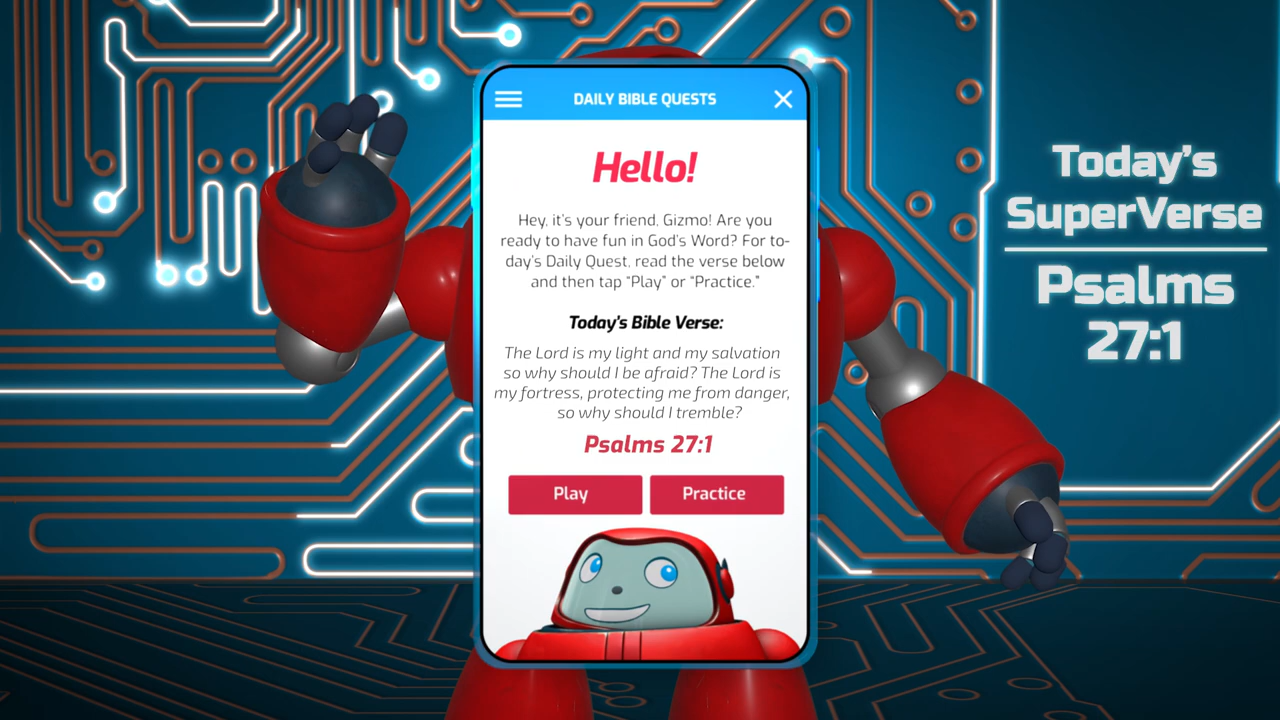 DAILY BIBLE QUESTS
Hello!
Hey, it's your friend, Gizmo! Are you
ready to have fun in God's Word? For to-
day's Daily Quest, read the verse below
and then tap "Play" or "Practice."
Today's Bible Verse:
The Lord is my light and my salvation
so why should I be afraid? The Lord is
my fortress, protecting me from danger,
so why should I tremble?
Psalms 27:1
Play
Practice
Today's
SuperVerse
Psalms
27:1